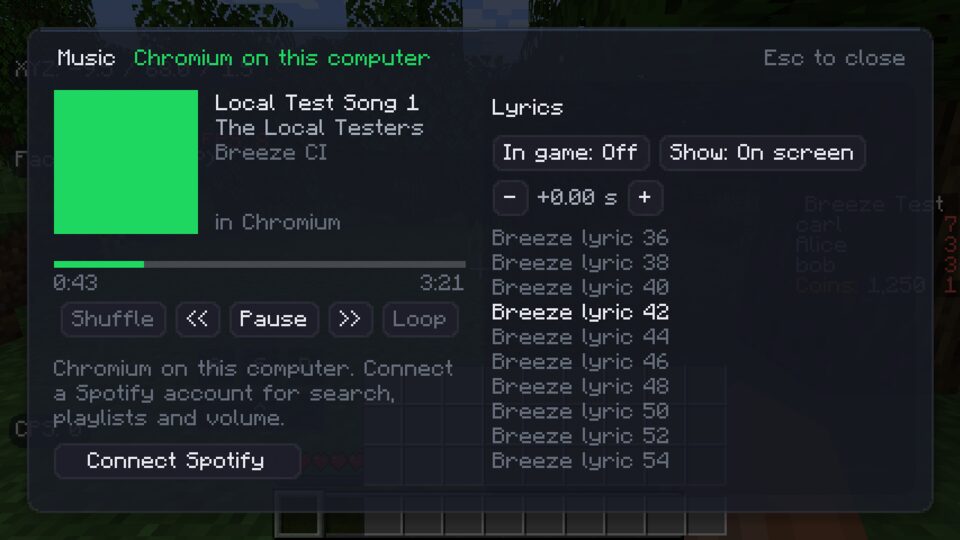 Music Chromium on this computer
Esc to close
Local Test Song 1
The Local Testers
Breeze CI
in Chromium
0:43
3:21
Shuffle
<<
Pause
>>
Loop
Chromium on this computer. Connect
a Spotify account for search,
playlists and volume.
Connect Spotify
Lyrics
In game: Off
Show: On screen
-
+0.00 s
+
Breeze lyric 36
Breeze lyric 38
Breeze lyric 40
Breeze lyric 42
Breeze lyric 44
Breeze lyric 46
Breeze lyric 48
Breeze lyric 50
Breeze lyric 52
Breeze lyric 54
Breeze Test
carl 7
Alice 3
bob 3
Coins: 1,250 1